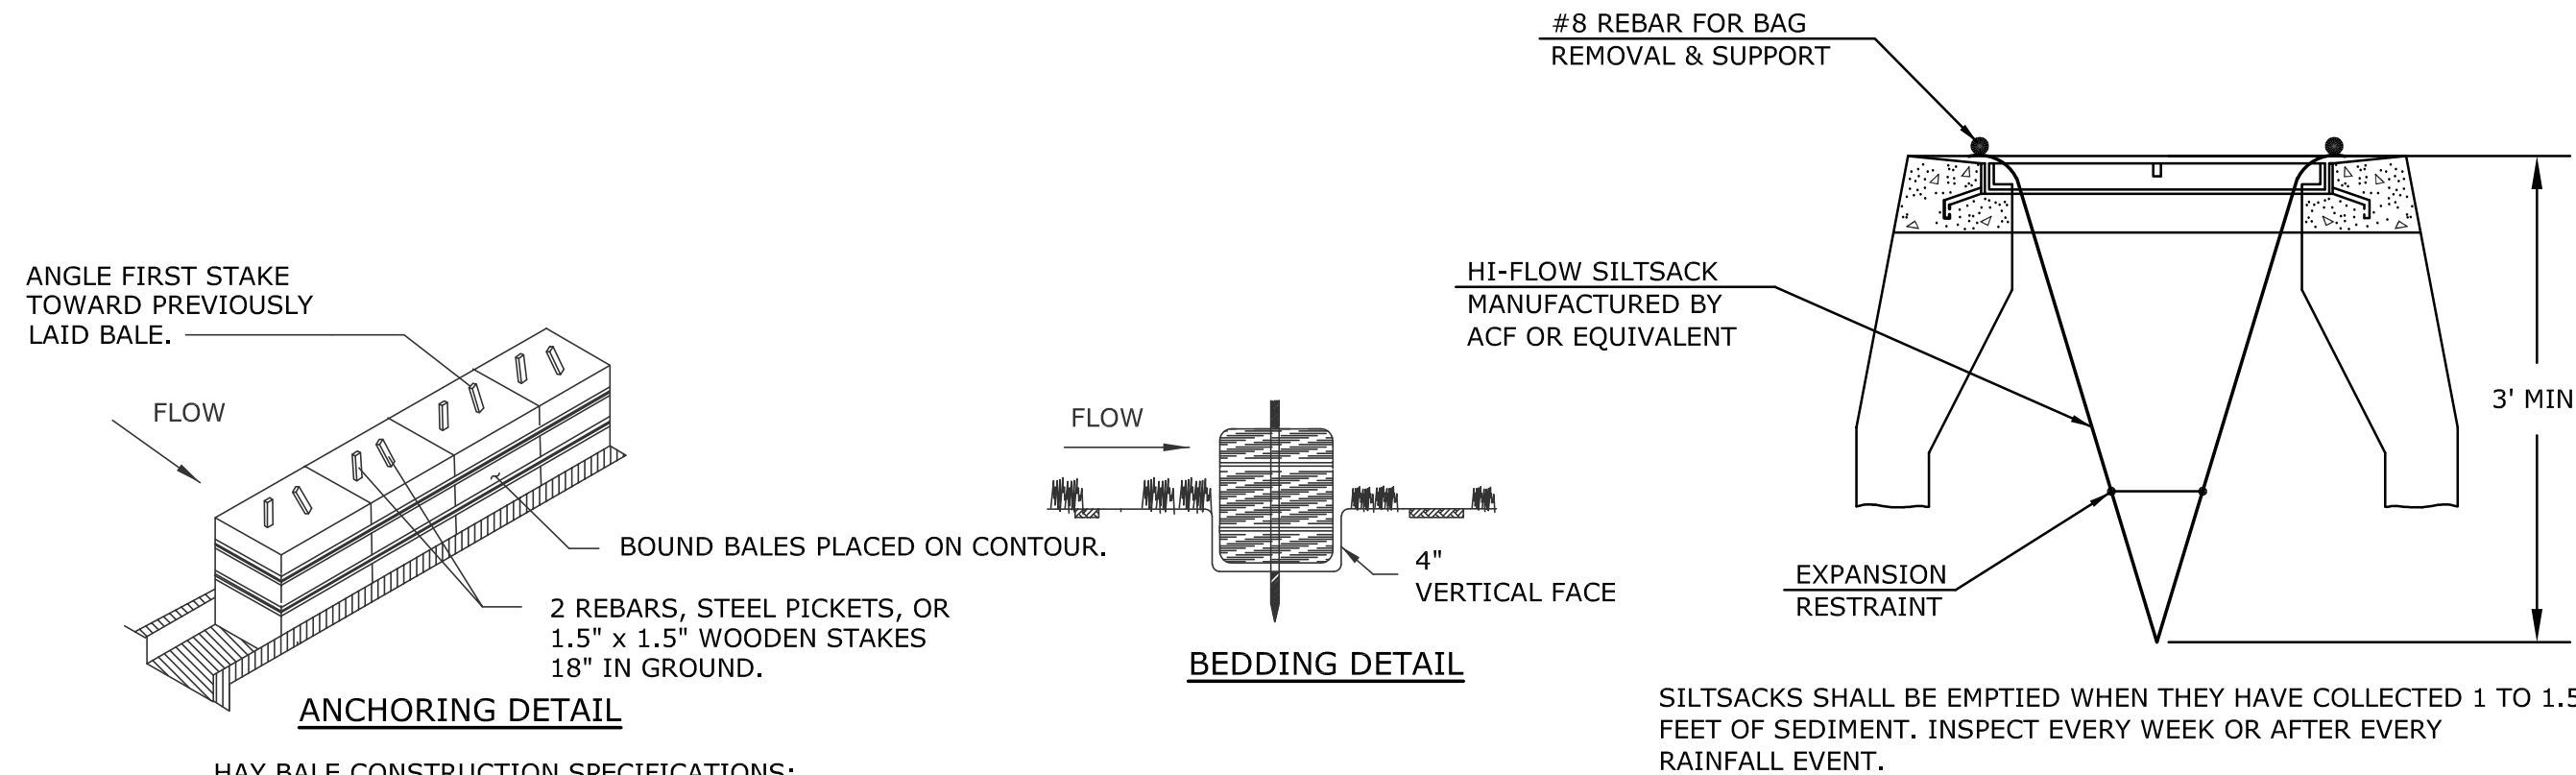 #8 REBAR FOR BAG
REMOVAL & SUPPORT
HI-FLOW SILTSACK
MANUFACTURED BY
ACF OR EQUIVALENT
3' MIN
EXPANSION
RESTRAINT
SILTSACKS SHALL BE EMPTIED WHEN THEY HAVE COLLECTED 1 TO 1.5
FEET OF SEDIMENT. INSPECT EVERY WEEK OR AFTER EVERY
RAINFALL EVENT.
ANGLE FIRST STAKE
TOWARD PREVIOUSLY
LAID BALE.
FLOW
BOUND BALES PLACED ON CONTOUR.
2 REBARS, STEEL PICKETS, OR
1.5" x 1.5" WOODEN STAKES
18" IN GROUND.
ANCHORING DETAIL
FLOW
4"
VERTICAL FACE
BEDDING DETAIL
HAY BALE CONSTRUCTION SPECIFICATIONS: